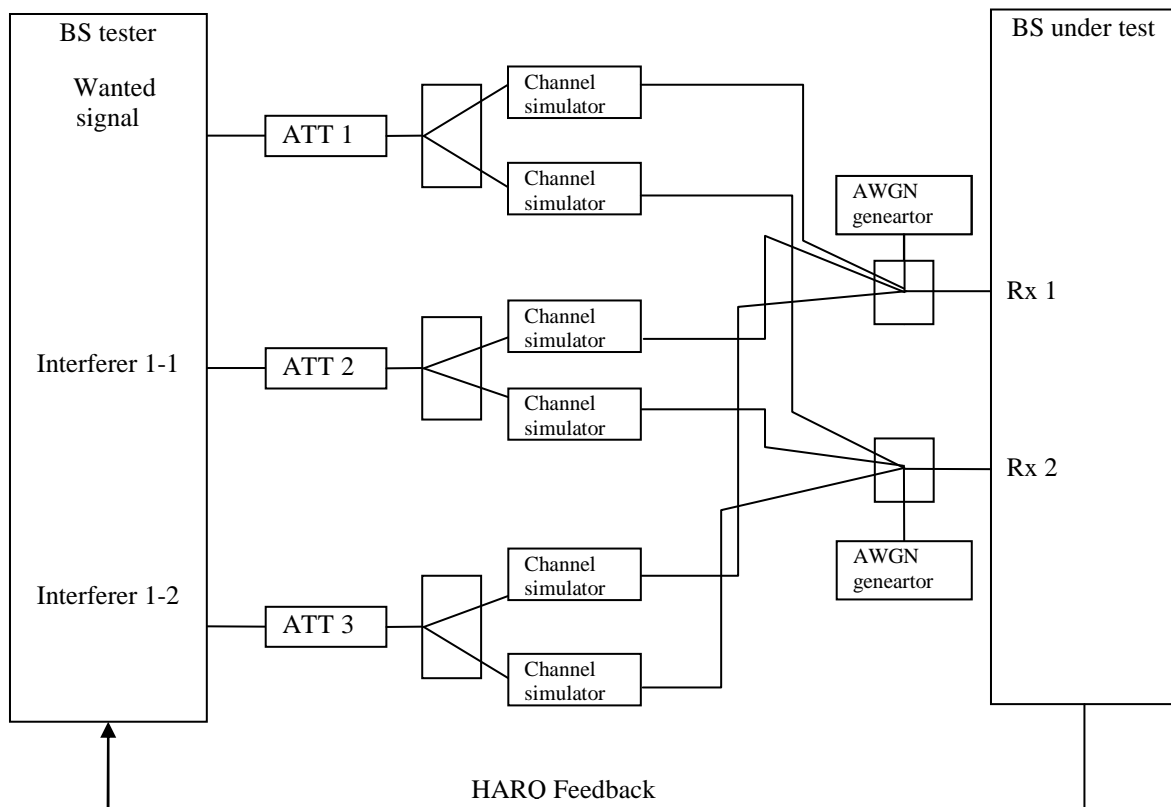 BS tester
BS under test
Wanted
signal
ATT 1
Channel
simulator
Channel
simulator
AWGN
geneartor
Rx 1
Interferer 1-1
ATT 2
Channel
simulator
Channel
simulator
Rx 2
AWGN
geneartor
Interferer 1-2
ATT 3
Channel
simulator
Channel
simulator
HARQ Feedback